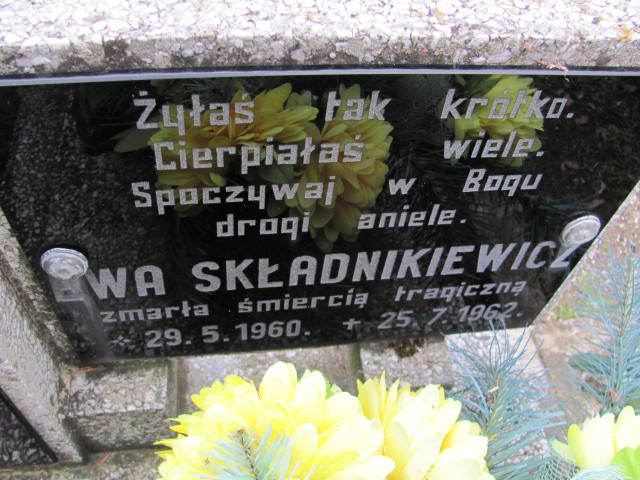 Żyłaś tak krótko.
Cierpiałaś wiele.
Spoczywaj w Bogu
drogi aniele.
EWA SKŁADNIKIEWICZ
zmarła śmiercią tragiczną
* 29.5.1960. + 25.7.1962.